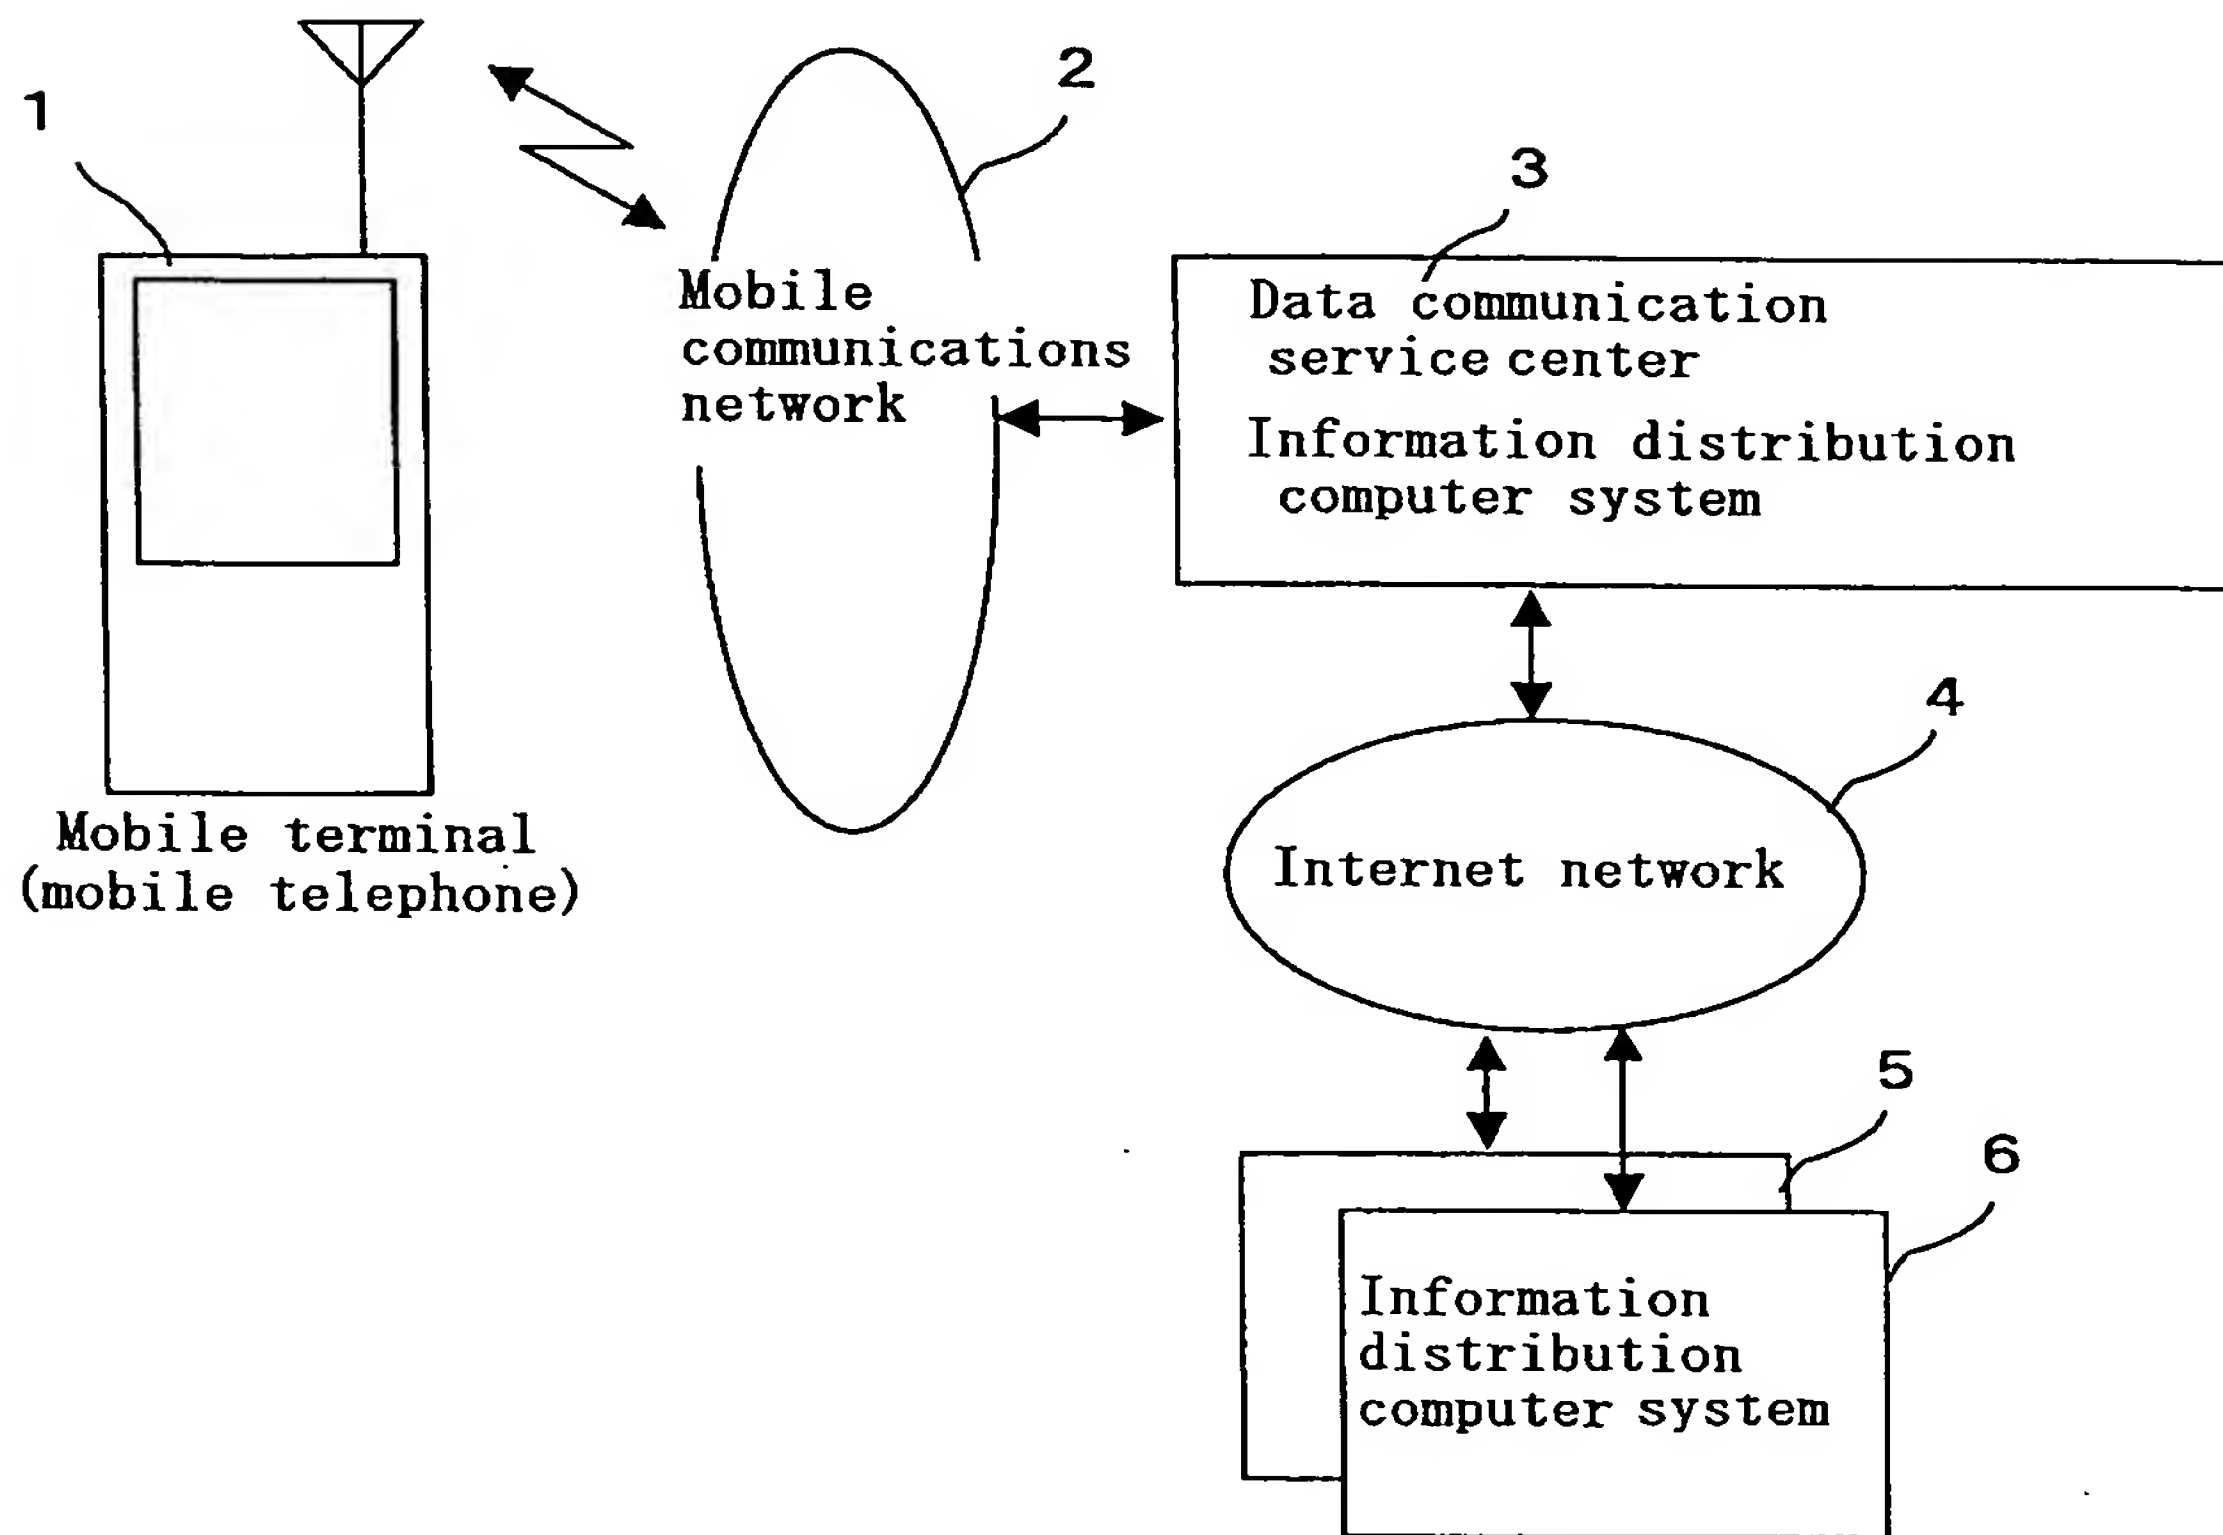 1
2
3
Mobile
communications
network
Data communication
service center
Information distribution
computer system
4
Mobile terminal
(mobile telephone)
Internet network
5
6
Information
distribution
computer system